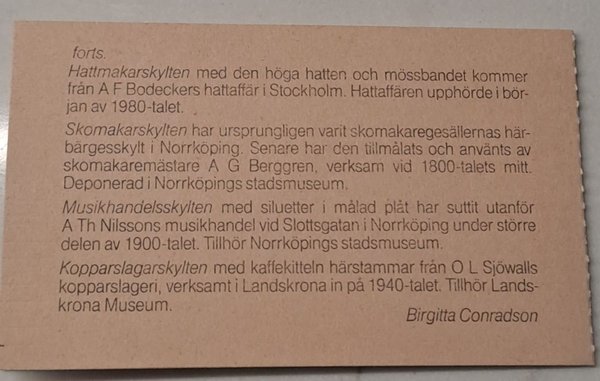 forts.
Hattmakarskylten med den höga hatten och mössbandet kommer
från A F Bodeckers hattaffär i Stockholm. Hattaffären upphörde i bör-
jan av 1980-talet.
Skomakarskylten har ursprungligen varit skomakaregesällernas här-
bärgesskylt i Norrköping. Senare har den tillmålats och använts av
skomakaremästare A G Berggren, verksam vid 1800-talets mitt.
Deponerad i Norrköpings stadsmuseum.
Musikhandelsskylten med siluetter i målad plåt har suttit utanför
A Th Nilssons musikhandel vid Slottsgatan i Norrköping under större
delen av 1900-talet. Tillhör Norrköpings stadsmuseum.
Kopparslagarskylten med kaffekitteln härstammar från O L Sjöwalls
kopparslageri, verksamt i Landskrona in på 1940-talet. Tillhör Lands-
krona Museum.
Birgitta Conradson